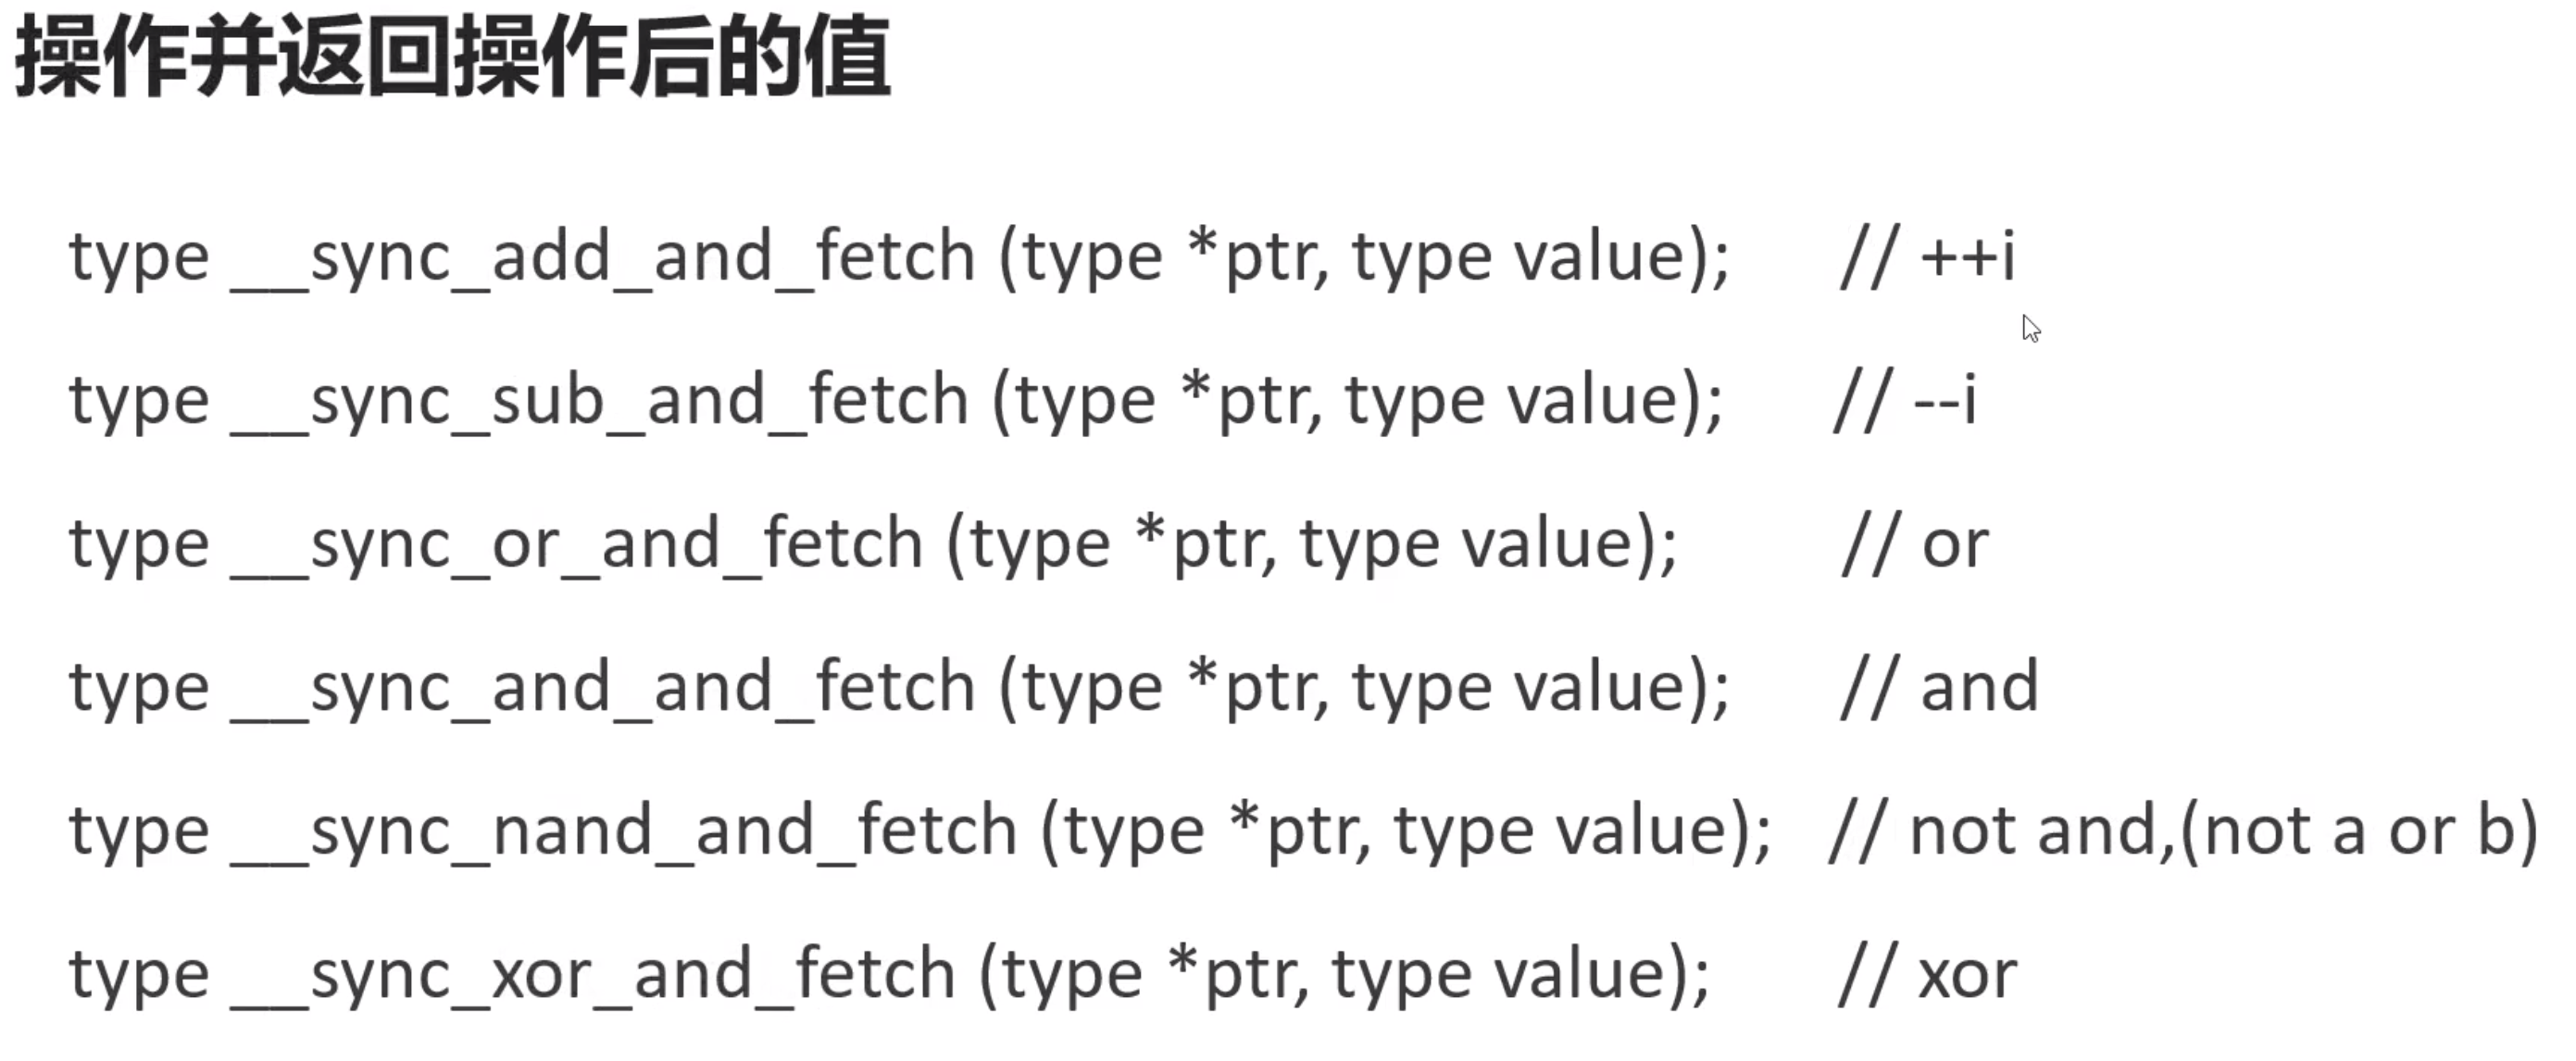 操作并返回操作后的值
type __sync_add_and_fetch (type *ptr, type value); // ++i
type __sync_sub_and_fetch (type *ptr, type value); // --i
type __sync_or_and_fetch (type *ptr, type value); // or
type __sync_and_and_fetch (type *ptr, type value); // and
type __sync_nand_and_fetch (type *ptr, type value); // not and,(not a or b)
type __sync_xor_and_fetch (type *ptr, type value); // xor